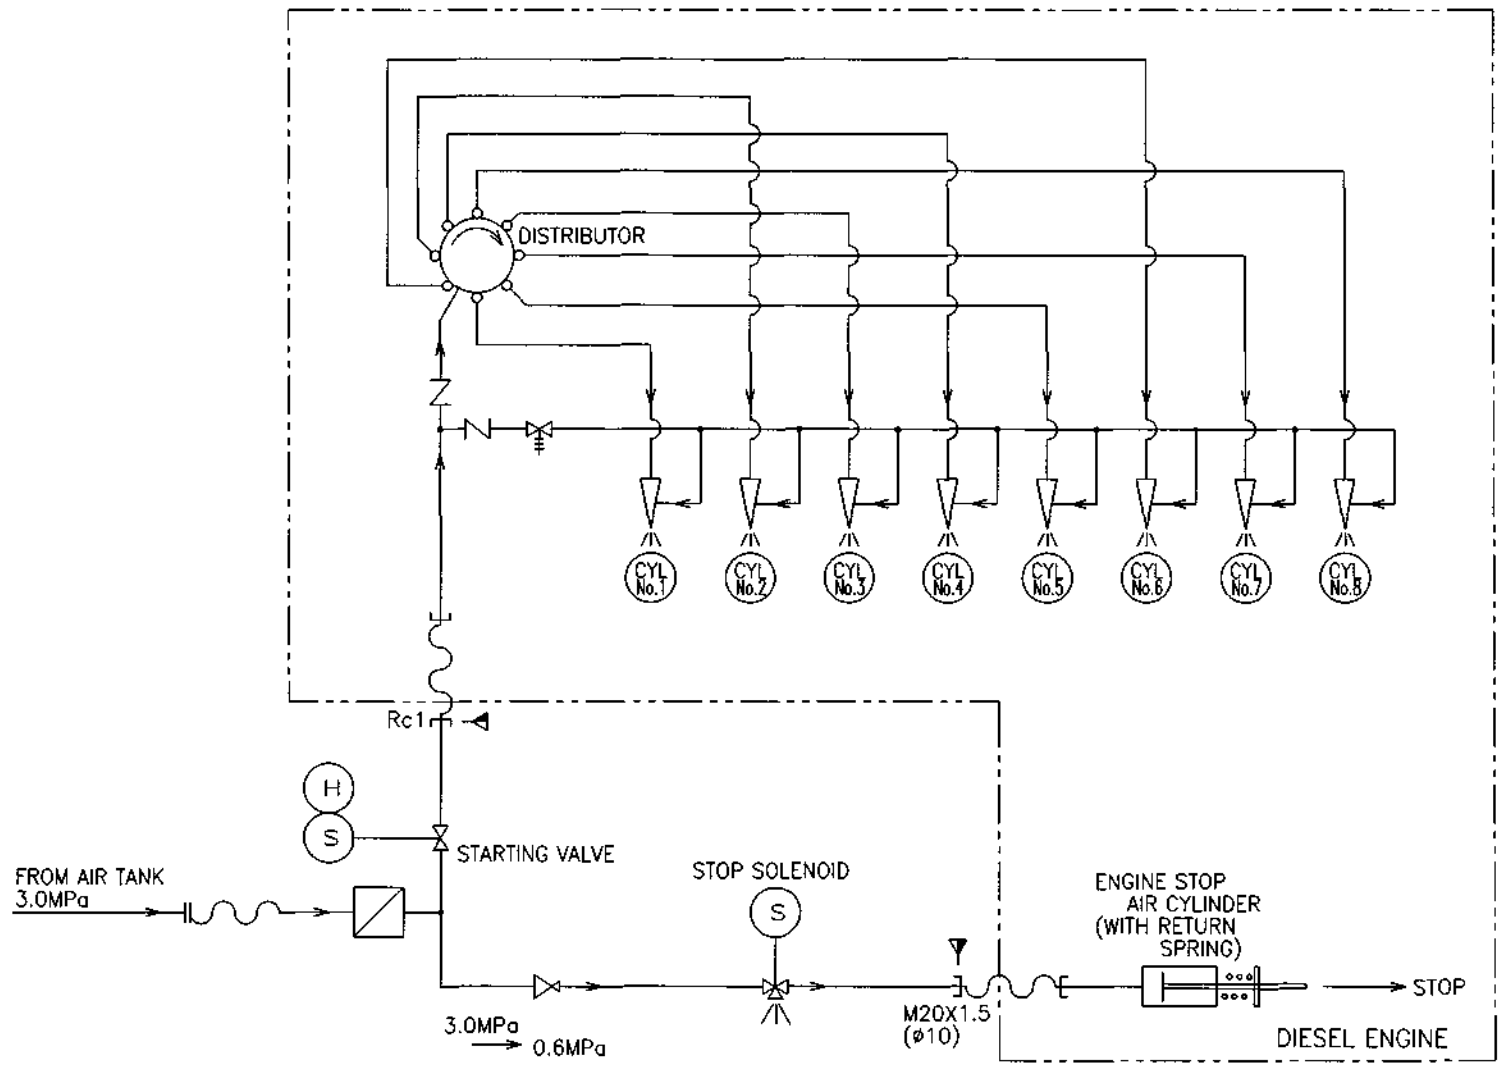 DISTRIBUTOR
CYL
No.1
CYL
No.2
CYL
No.3
CYL
No.4
CYL
No.5
CYL
No.6
CYL
No.7
CYL
No.8
Rc1
H
S
STARTING VALVE
FROM AIR TANK
3.0MPa
STOP SOLENOID
S
ENGINE STOP
AIR CYLINDER
(WITH RETURN
SPRING)
STOP
M20X1.5
(ø10)
3.0MPa
0.6MPa
DIESEL ENGINE